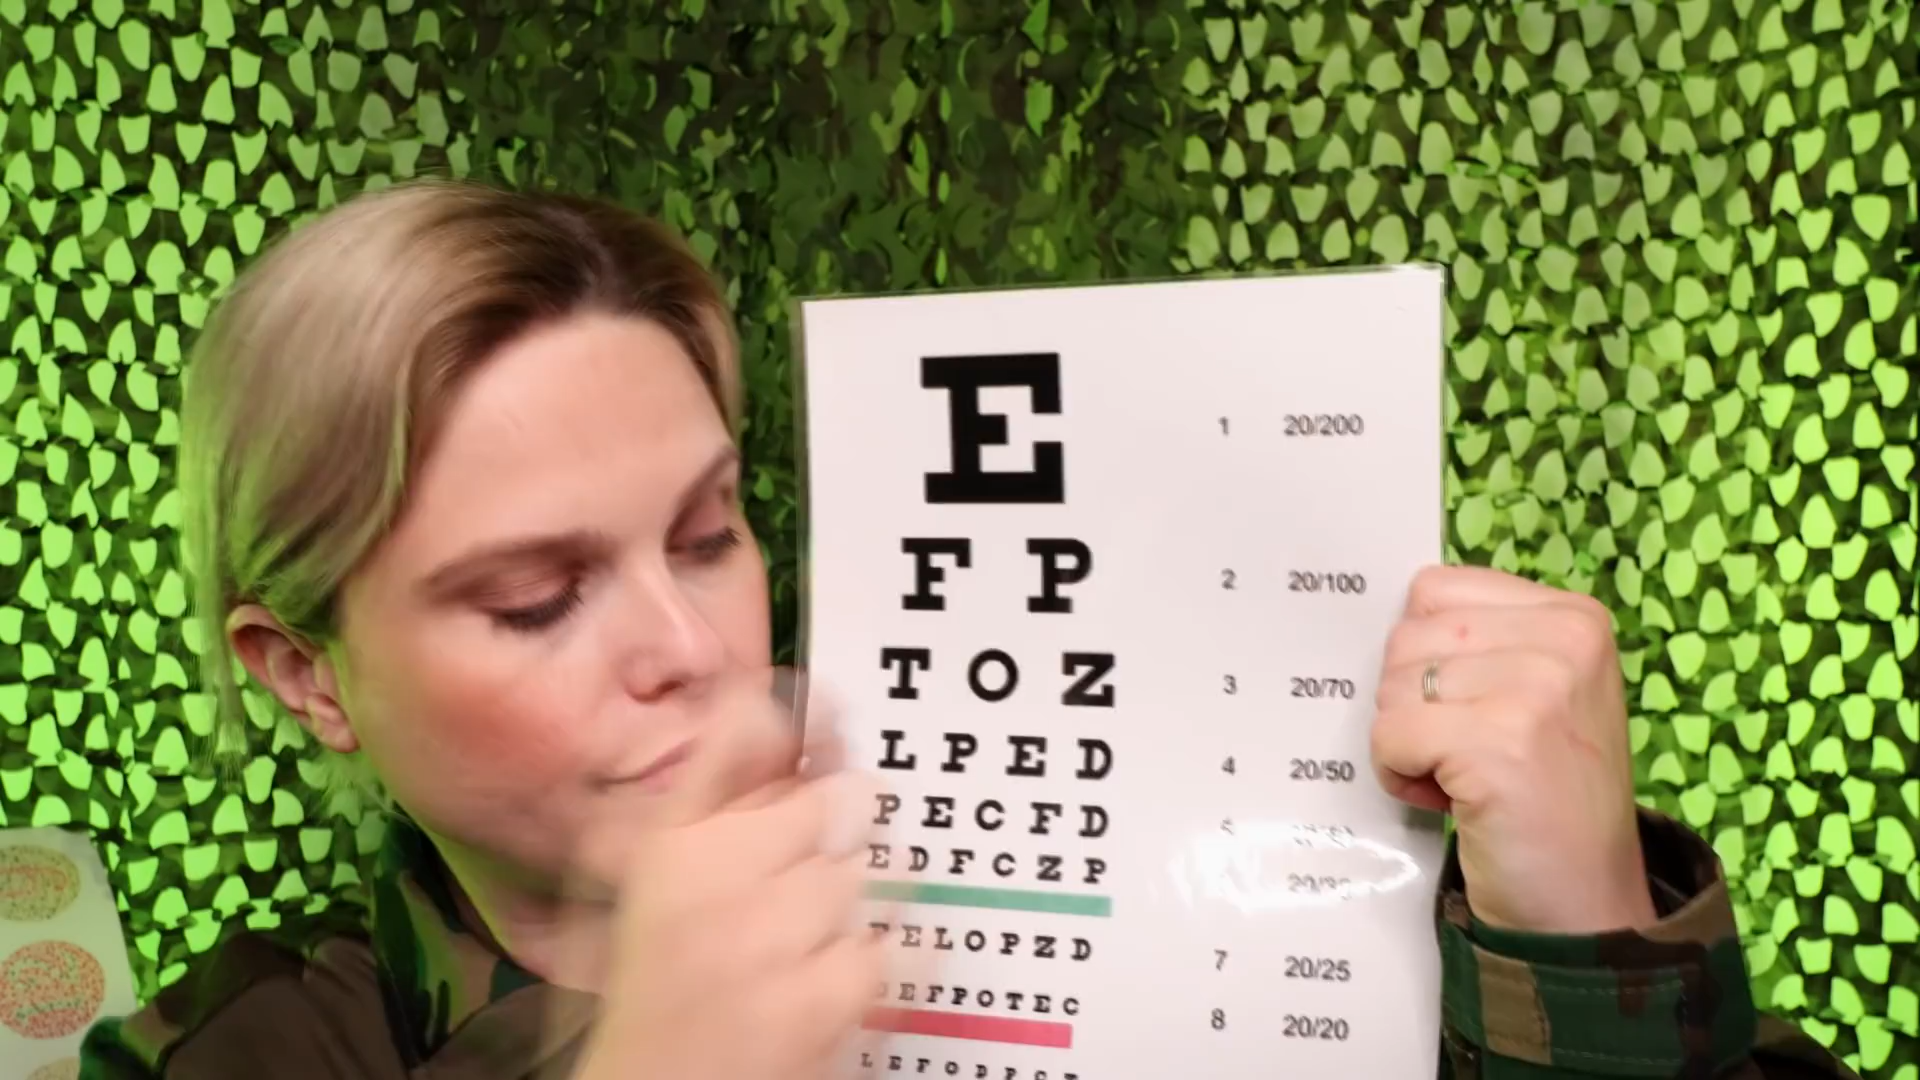 E 1 20/200
F P 2 20/100
T O Z 3 20/70
L P E D 4 20/50
P E C F D
E D F C Z P
E L O P Z D 7 20/25
E F P O T E C 8 20/20
L E F O D P C T